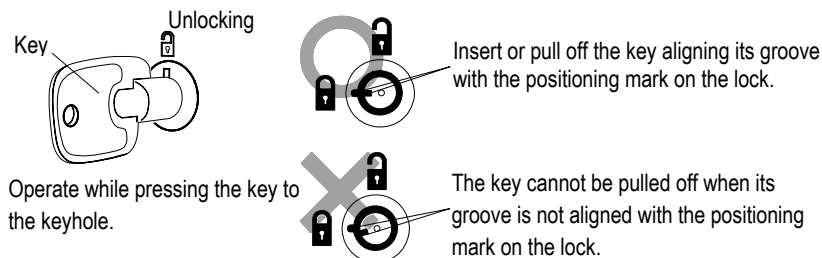 Unlocking
Key
Operate while pressing the key to
the keyhole.
Insert or pull off the key aligning its groove
with the positioning mark on the lock.
The key cannot be pulled off when its
groove is not aligned with the positioning
mark on the lock.